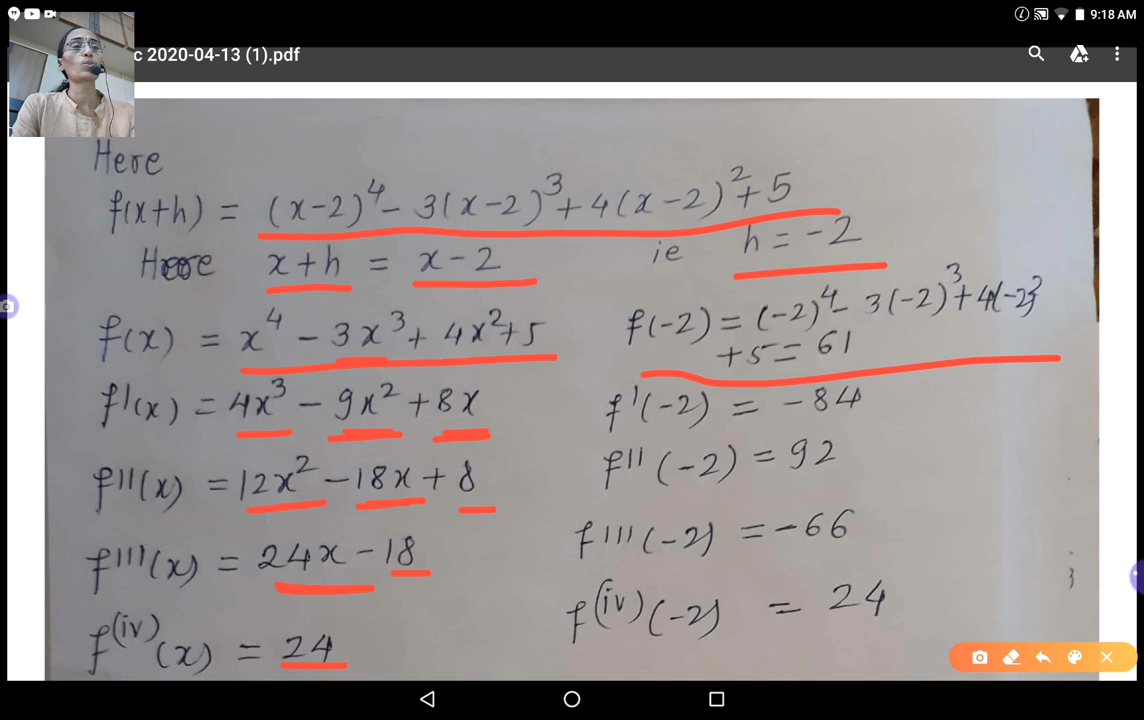 9:18 AM
c 2020-04-13 (1).pdf
Here
f(x+h) = (x-2)⁴ - 3(x-2)³ + 4(x-2)² + 5
Here x+h = x-2 ie h = -2
f(x) = x⁴ - 3x³ + 4x² + 5 f(-2) = (-2)⁴ - 3(-2)³ + 4(-2)²
+5 = 61
f'(x) = 4x³ - 9x² + 8x f'(-2) = -84
f''(x) = 12x² - 18x + 8 f''(-2) = 92
f'''(x) = 24x - 18 f'''(-2) = -66
f⁽ⁱᵛ⁾(x) = 24 f⁽ⁱᵛ⁾(-2) = 24